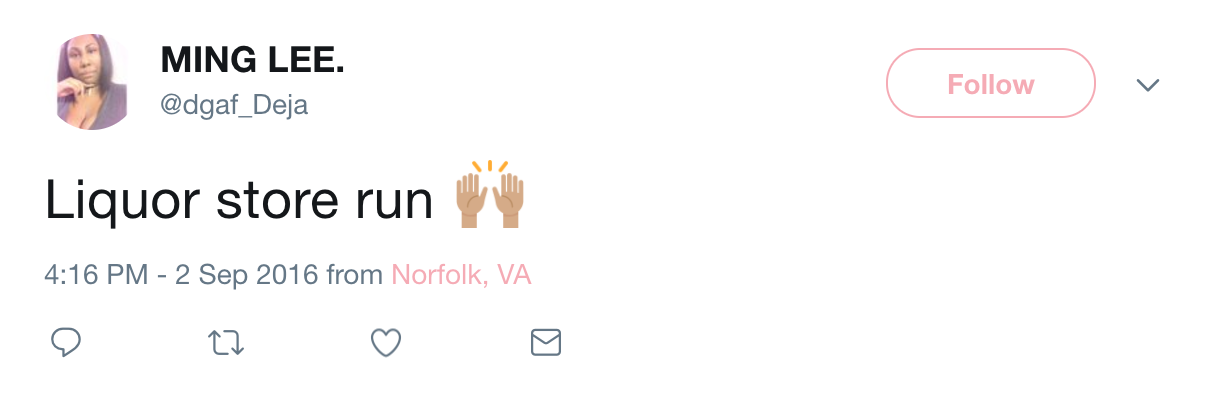 MING LEE.
@dgaf_Deja
Follow
Liquor store run 🙌🏽
4:16 PM - 2 Sep 2016 from Norfolk, VA